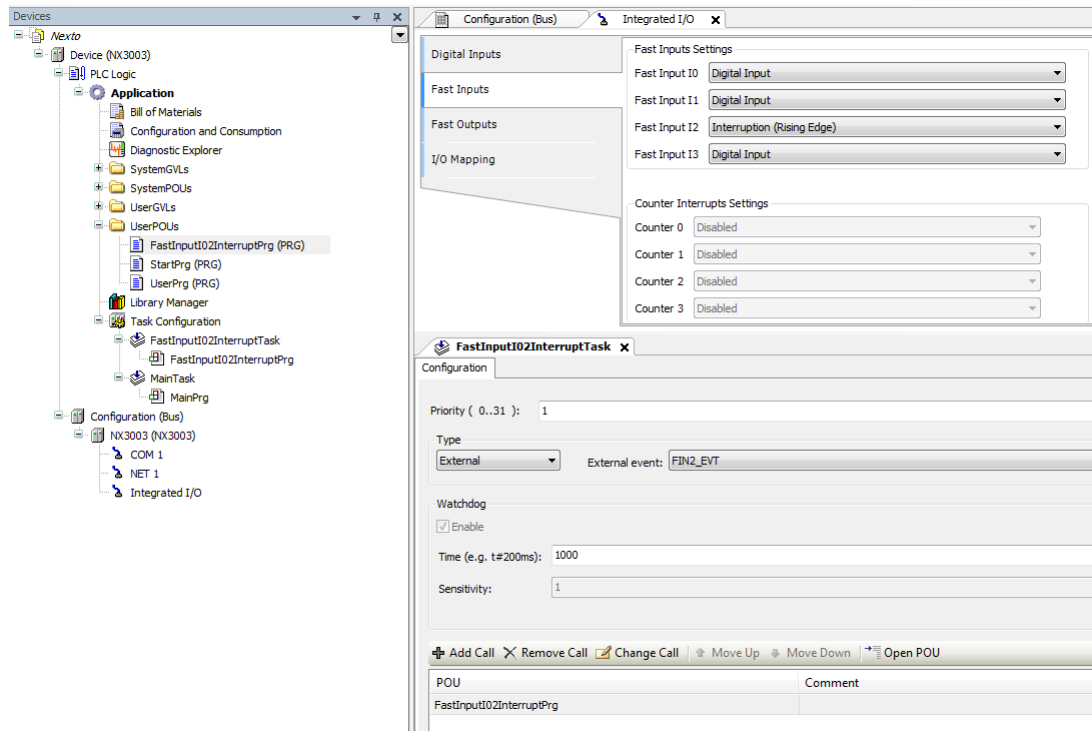 Devices
Nexto
Device (NX3003)
PLC Logic
Application
Bill of Materials
Configuration and Consumption
Diagnostic Explorer
SystemGVLs
SystemPOUs
UserGVLs
UserPOUs
FastInputI02InterruptPrg (PRG)
StartPrg (PRG)
UserPrg (PRG)
Library Manager
Task Configuration
FastInputI02InterruptTask
FastInputI02InterruptPrg
MainTask
MainPrg
Configuration (Bus)
NX3003 (NX3003)
COM 1
NET 1
Integrated I/O
Configuration (Bus) Integrated I/O
Digital Inputs
Fast Inputs
Fast Outputs
I/O Mapping
Fast Inputs Settings
Fast Input I0 Digital Input
Fast Input I1 Digital Input
Fast Input I2 Interruption (Rising Edge)
Fast Input I3 Digital Input
Counter Interrupts Settings
Counter 0 Disabled
Counter 1 Disabled
Counter 2 Disabled
Counter 3 Disabled
FastInputI02InterruptTask
Configuration
Priority ( 0..31 ): 1
Type
External External event: FIN2_EVT
Watchdog
Enable
Time (e.g. t#200ms): 1000
Sensitivity: 1
Add Call Remove Call Change Call Move Up Move Down Open POU
POU Comment
FastInputI02InterruptPrg